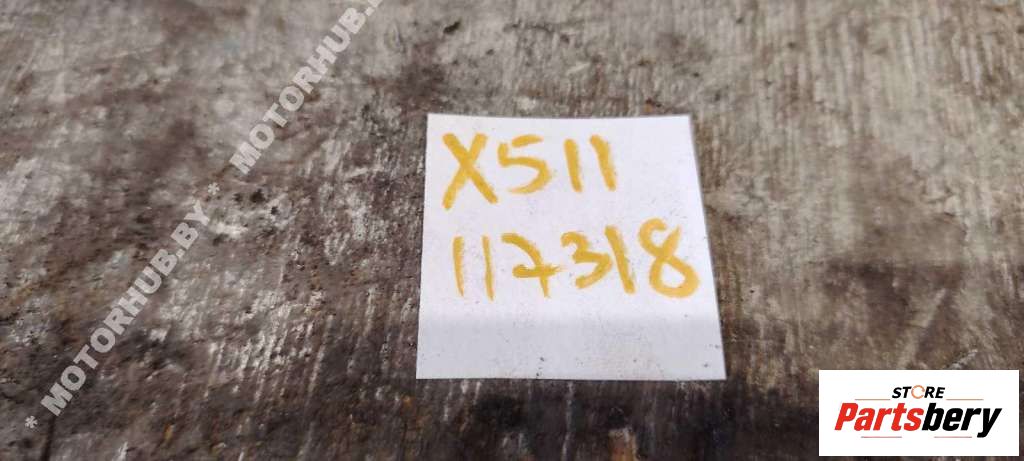 * MOTORHUB.BY * MOTORHUB.BY
X511
117318
STORE
Partsbery